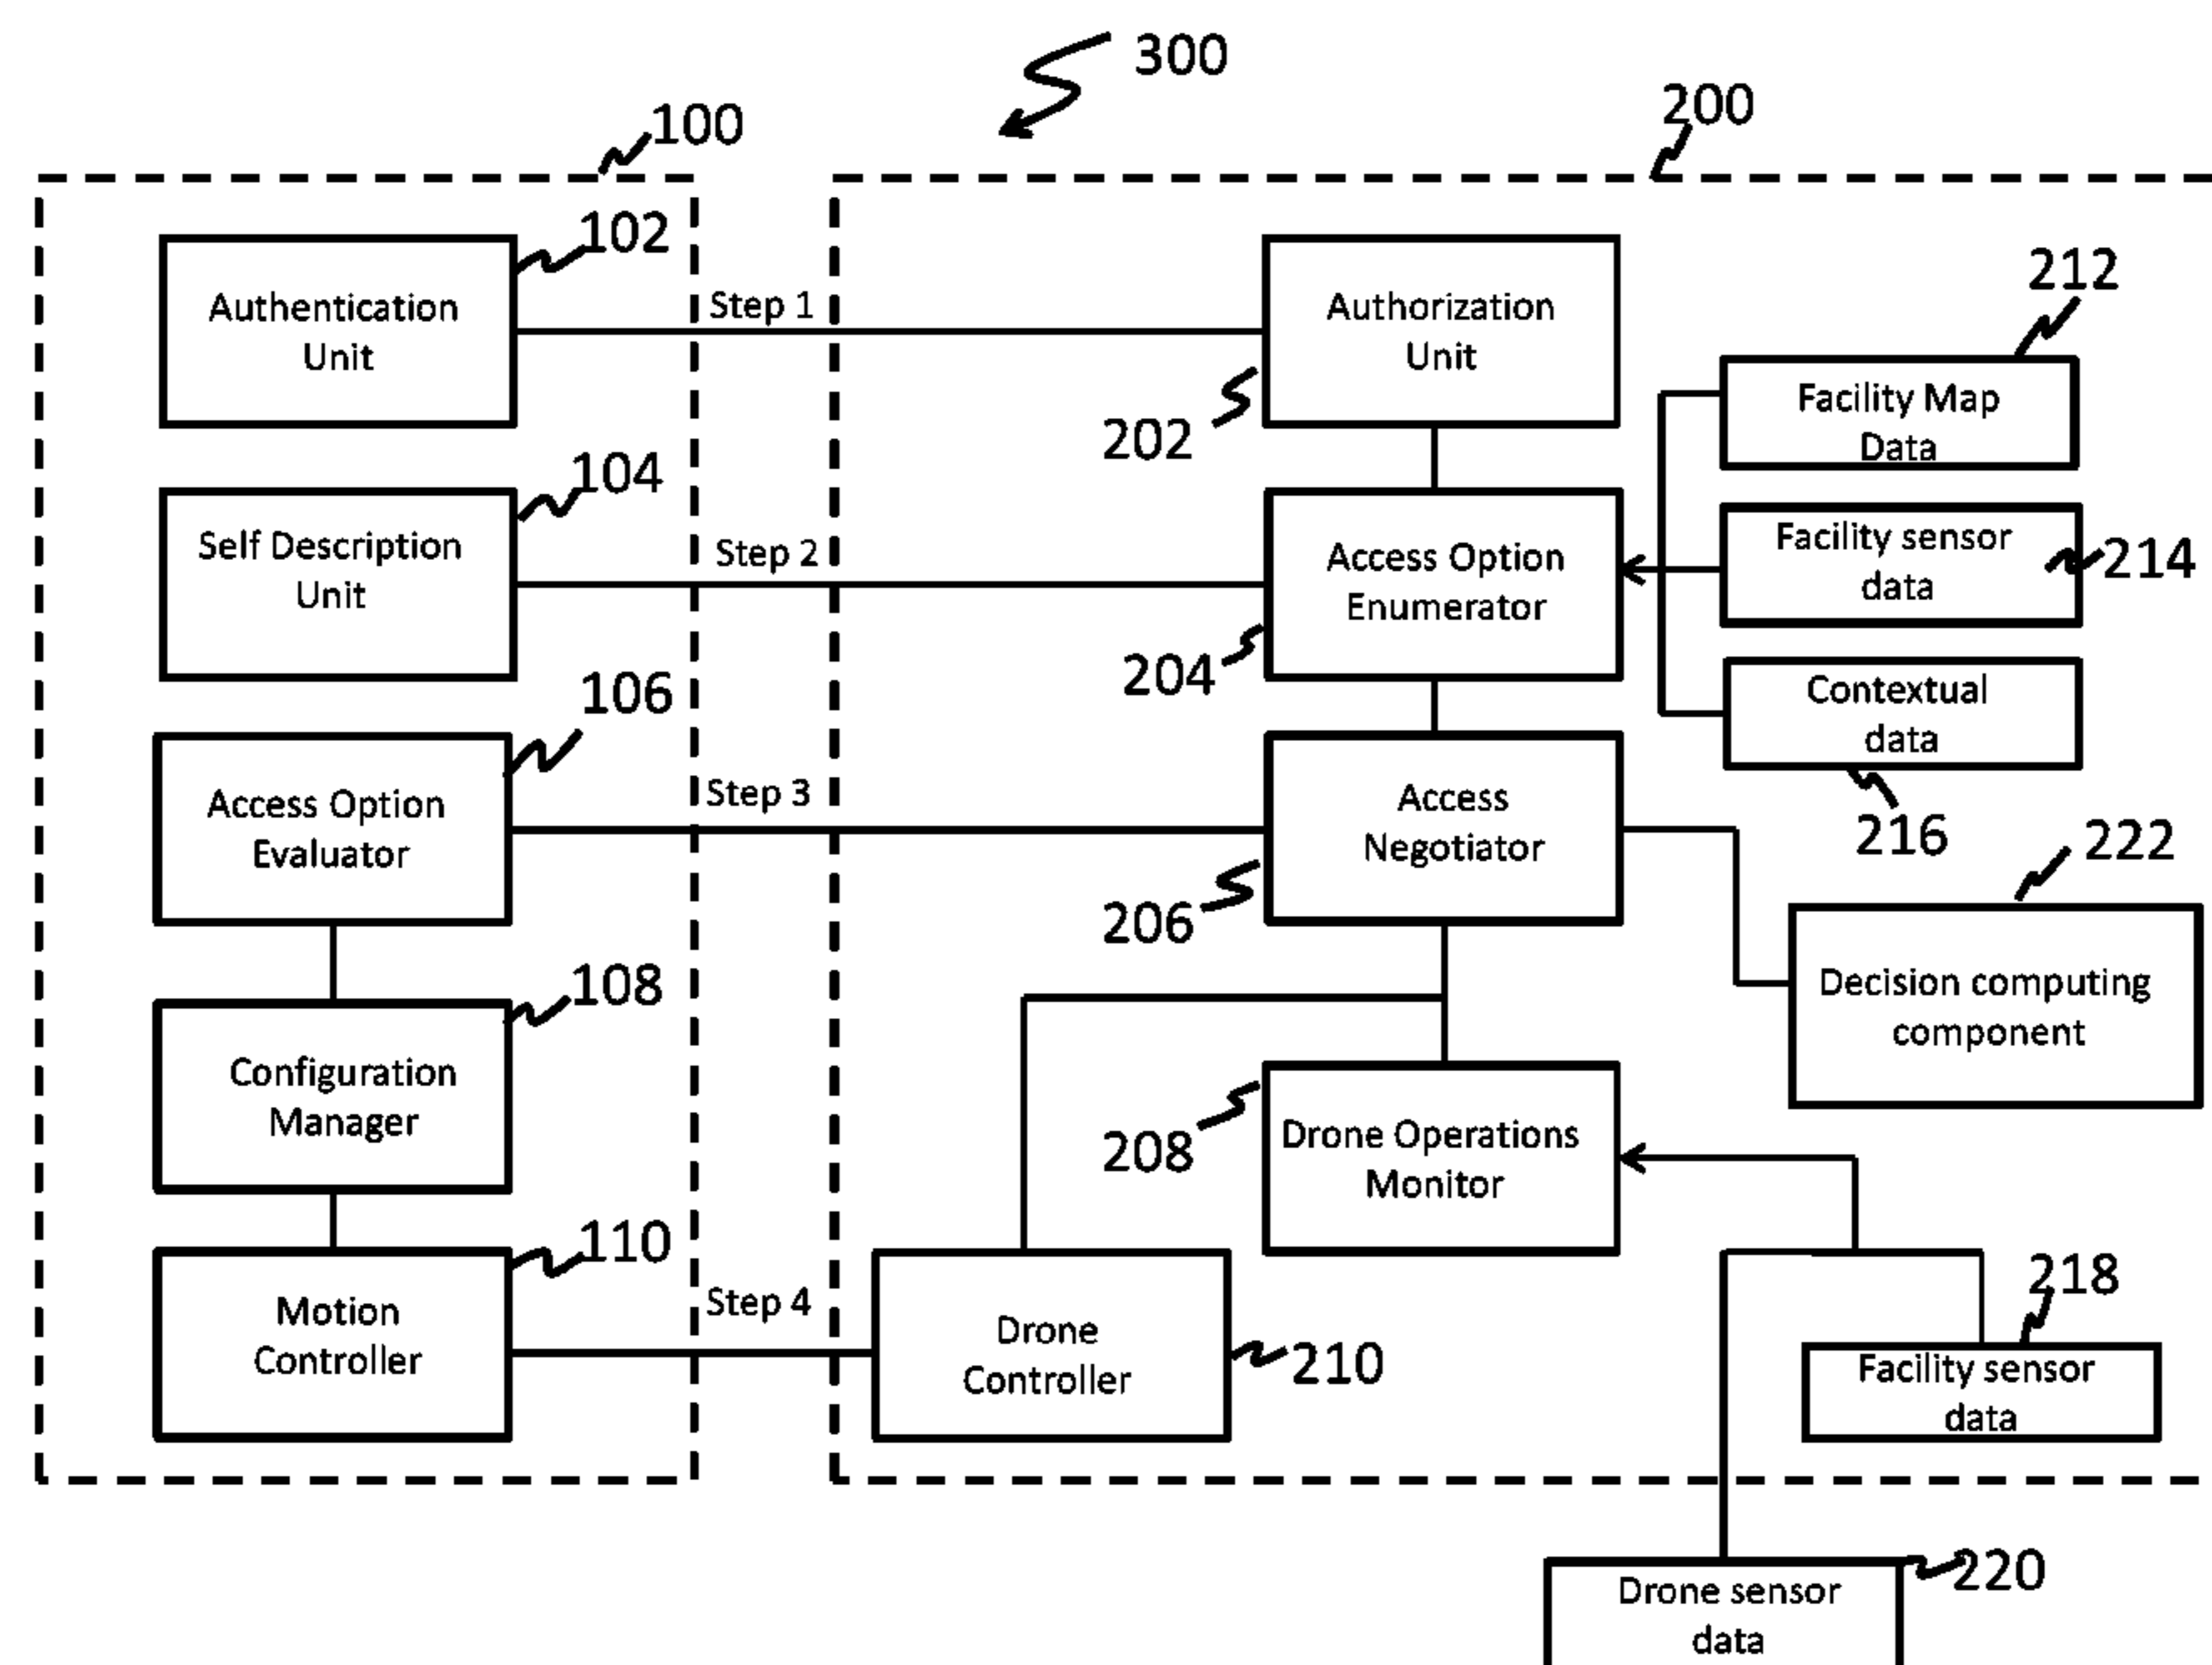 300
100
200
102
Authentication
Unit
Step 1
Authorization
Unit
202
212
Facility Map
Data
104
Self Description
Unit
Step 2
Access Option
Enumerator
204
Facility sensor
data
214
Contextual
data
216
106
Access Option
Evaluator
Step 3
Access
Negotiator
206
222
Decision computing
component
108
Configuration
Manager
208
Drone Operations
Monitor
110
Motion
Controller
Step 4
Drone
Controller
210
218
Facility sensor
data
220
Drone sensor
data